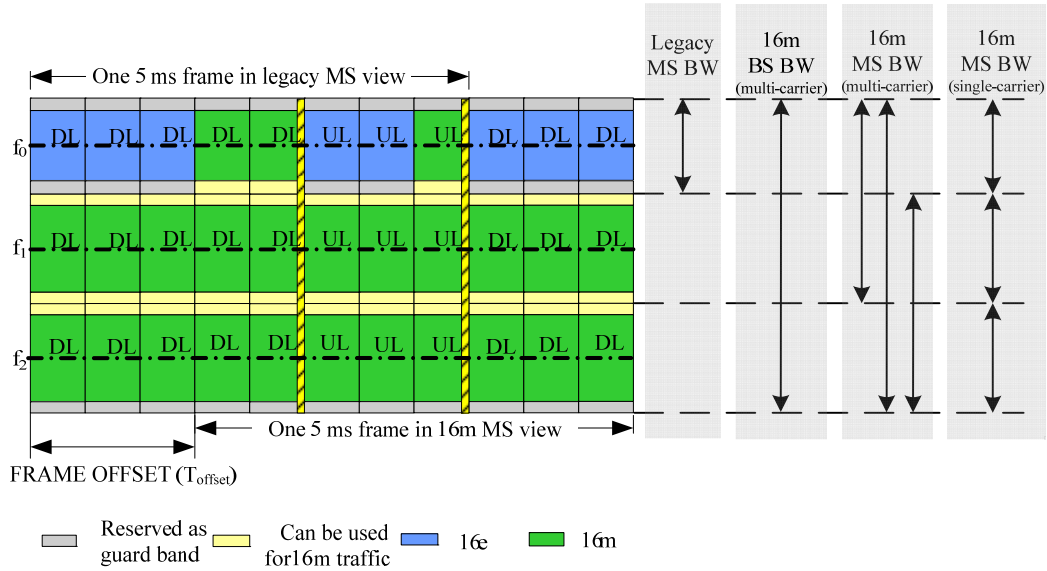 One 5 ms frame in legacy MS view
Legacy
MS BW
16m
BS BW
(multi-carrier)
16m
MS BW
(multi-carrier)
16m
MS BW
(single-carrier)
f0 DL DL DL DL DL UL UL UL DL DL DL
f1 DL DL DL DL DL UL UL UL DL DL DL
f2 DL DL DL DL DL UL UL UL DL DL DL
One 5 ms frame in 16m MS view
FRAME OFFSET (Toffset)
Reserved as
guard band
Can be used
for16m traffic
16e
16m